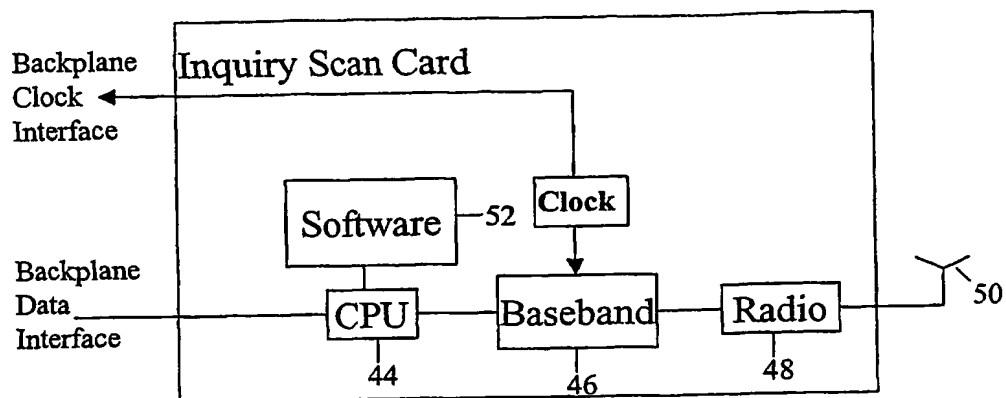 Backplane
Clock
Interface
Inquiry Scan Card
Clock
Software
52
Backplane
Data
Interface
CPU
Baseband
Radio
50
44
46
48